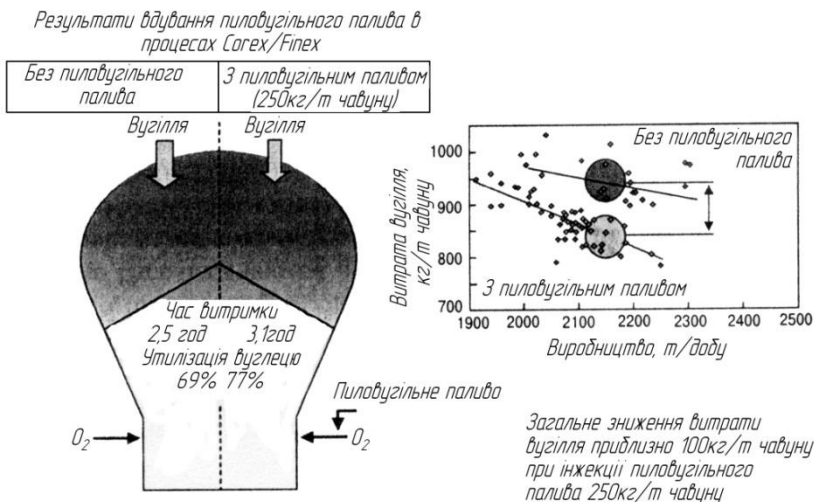 Результати вдування пиловугільного палива в
процесах Corex/Finex
Без пиловугільного
палива
З пиловугільним паливом
(250кг/т чавуну)
Вугілля
Вугілля
Час витримки
2,5 год 3,1год
Утилізація вуглецю
69% 77%
Пиловугільне паливо
O2
O2
Без пиловугільного
палива
Витрата вугілля,
кг/т чавуну
1000
900
800
700
З пиловугільним паливом
1900 2000 2100 2200 2300 2400 2500
Виробництво, т/добу
Загальне зниження витрати
вугілля приблизно 100кг/т чавуну
при інжекції пиловугільного
палива 250кг/т чавуну